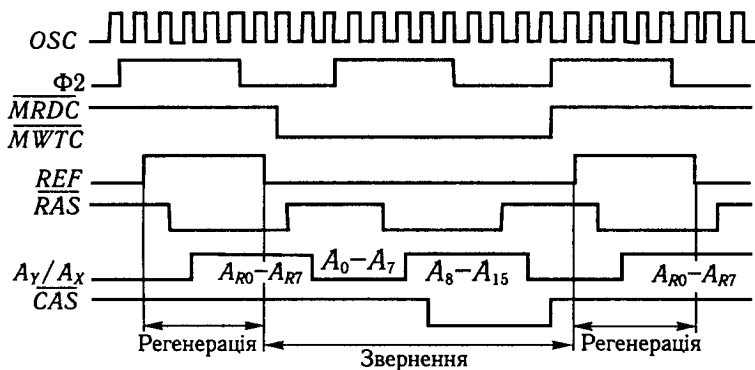 OSC
Φ2
MRDC
MWTC
REF
RAS
A_Y/A_X A_R0–A_R7 A_0–A_7 A_8–A_15 A_R0–A_R7
CAS
Регенерація Звернення Регенерація